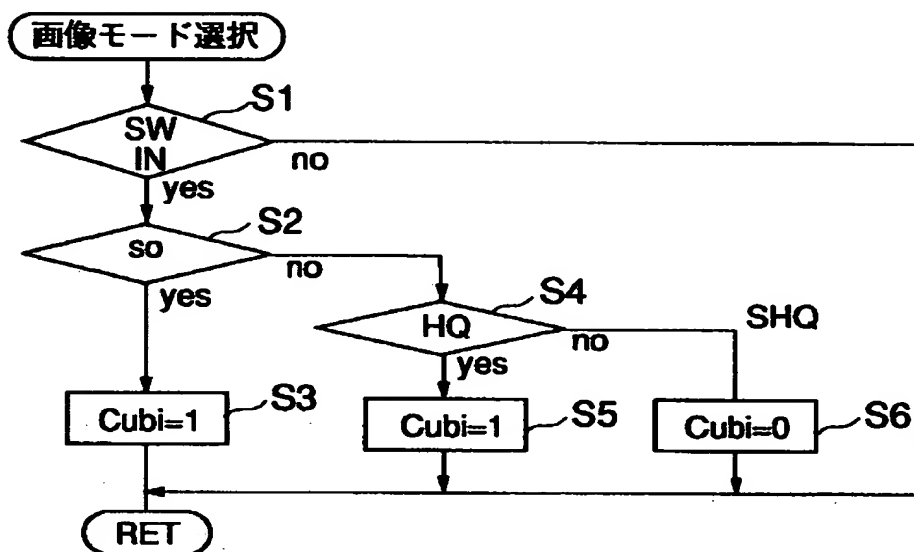 画像モード選択
S1
SW
IN
no
yes
S2
so
no
yes
S4
HQ
SHQ
no
yes
Cubi=1
S3
Cubi=1
S5
Cubi=0
S6
RET